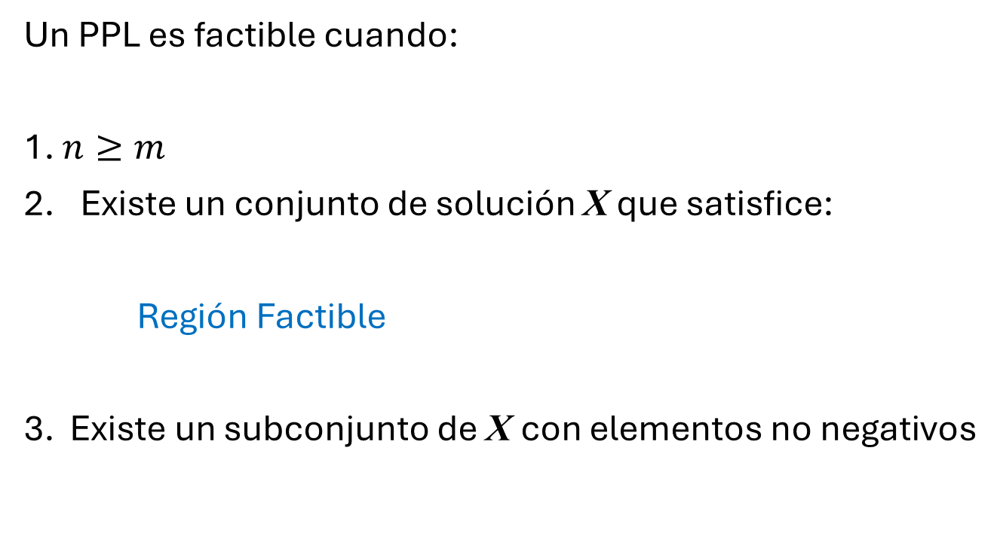 Un PPL es factible cuando:
1. n ≥ m
2. Existe un conjunto de solución X que satisfice:
Región Factible
3. Existe un subconjunto de X con elementos no negativos